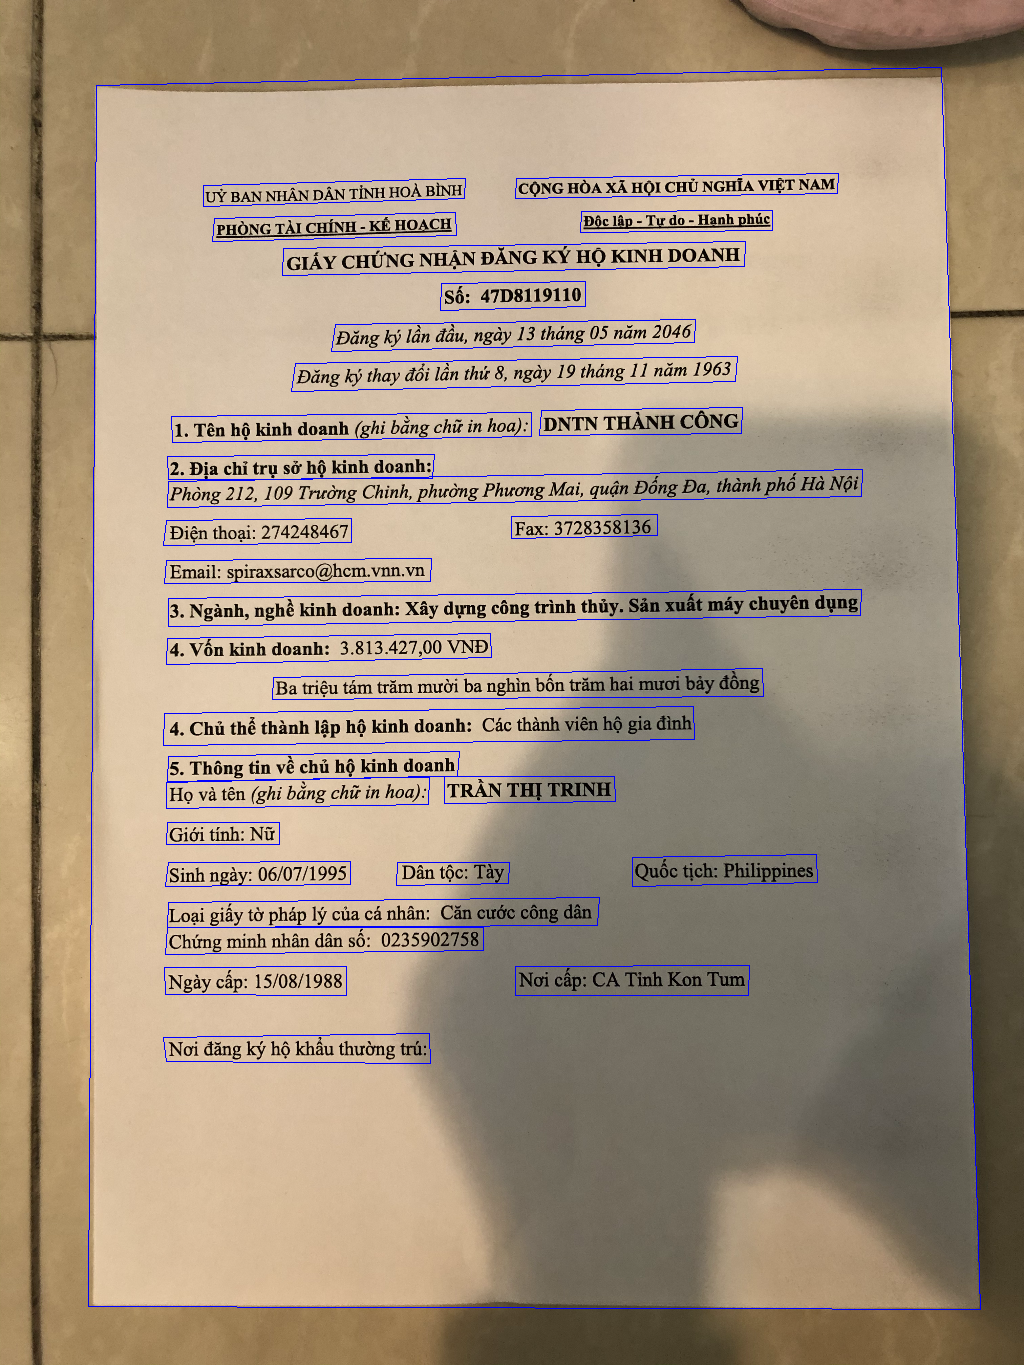 UỶ BAN NHÂN DÂN TỈNH HOÀ BÌNH
CỘNG HÒA XÃ HỘI CHỦ NGHĨA VIỆT NAM
PHÒNG TÀI CHÍNH - KẾ HOẠCH
Độc lập - Tự do - Hạnh phúc
GIẤY CHỨNG NHẬN ĐĂNG KÝ HỘ KINH DOANH
Số: 47D8119110
Đăng ký lần đầu, ngày 13 tháng 05 năm 2046
Đăng ký thay đổi lần thứ 8, ngày 19 tháng 11 năm 1963
1. Tên hộ kinh doanh (ghi bằng chữ in hoa): DNTN THÀNH CÔNG
2. Địa chỉ trụ sở hộ kinh doanh:
Phòng 212, 109 Trường Chinh, phường Phương Mai, quận Đống Đa, thành phố Hà Nội
Điện thoại: 274248467 Fax: 3728358136
Email: spiraxsarco@hcm.vnn.vn
3. Ngành, nghề kinh doanh: Xây dựng công trình thủy. Sản xuất máy chuyên dụng
4. Vốn kinh doanh: 3.813.427,00 VNĐ
Ba triệu tám trăm mười ba nghìn bốn trăm hai mươi bảy đồng
4. Chủ thể thành lập hộ kinh doanh: Các thành viên hộ gia đình
5. Thông tin về chủ hộ kinh doanh
Họ và tên (ghi bằng chữ in hoa): TRẦN THỊ TRINH
Giới tính: Nữ
Sinh ngày: 06/07/1995 Dân tộc: Tày Quốc tịch: Philippines
Loại giấy tờ pháp lý của cá nhân: Căn cước công dân
Chứng minh nhân dân số: 0235902758
Ngày cấp: 15/08/1988 Nơi cấp: CA Tỉnh Kon Tum
Nơi đăng ký hộ khẩu thường trú: